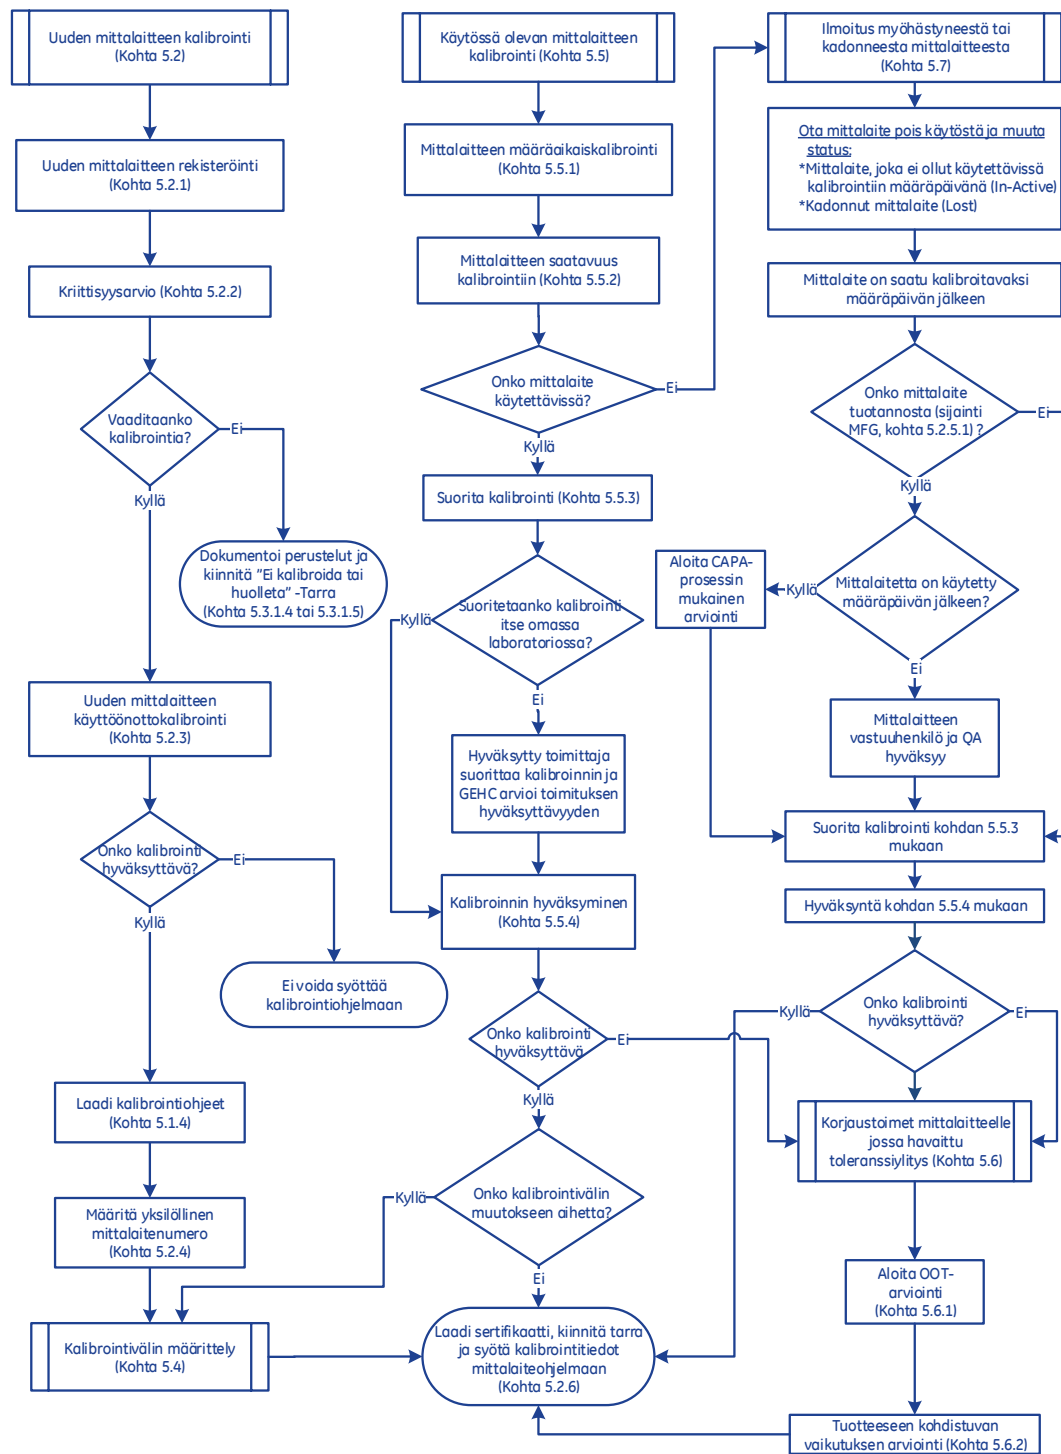 Uuden mittalaitteen kalibrointi
(Kohta 5.2)
Uuden mittalaitteen rekisteröinti
(Kohta 5.2.1)
Kriittisyysarvio (Kohta 5.2.2)
Vaaditaanko
kalibrointia?
Ei
Kyllä
Dokumentoi perustelut ja
kiinnitä ”Ei kalibroida tai
huolleta” -Tarra
(Kohta 5.3.1.4 tai 5.3.1.5)
Uuden mittalaitteen
käyttöönottokalibrointi
(Kohta 5.2.3)
Onko kalibrointi
hyväksyttävä?
Ei
Kyllä
Ei voida syöttää
kalibrointiohjelmaan
Laadi kalibrointiohjeet
(Kohta 5.1.4)
Määritä yksilöllinen
mittalaitenumero
(Kohta 5.2.4)
Kalibrointivälin määrittely
(Kohta 5.4)
Käytössä olevan mittalaitteen
kalibrointi (Kohta 5.5)
Mittalaitteen määräaikaiskalibrointi
(Kohta 5.5.1)
Mittalaitteen saatavuus
kalibrointiin (Kohta 5.5.2)
Onko mittalaite
käytettävissä?
Ei
Kyllä
Suorita kalibrointi (Kohta 5.5.3)
Suoritetaanko kalibrointi
itse omassa
laboratoriossa?
Kyllä
Ei
Hyväksytty toimittaja
suorittaa kalibroinnin ja
GEHC arvioi toimituksen
hyväksyttävyyden
Kalibroinnin hyväksyminen
(Kohta 5.5.4)
Onko kalibrointi
hyväksyttävä
Ei
Kyllä
Onko kalibrointivälin
muutokseen aihetta?
Kyllä
Ei
Laadi sertifikaatti, kiinnitä tarra
ja syötä kalibrointitiedot
mittalaiteohjelmaan
(Kohta 5.2.6)
Ilmoitus myöhästyneestä tai
kadonneesta mittalaitteesta
(Kohta 5.7)
Ota mittalaite pois käytöstä ja muuta
status:
*Mittalaite, joka ei ollut käytettävissä
kalibrointiin määräpäivänä (In-Active)
*Kadonnut mittalaite (Lost)
Mittalaite on saatu kalibroitavaksi
määräpäivän jälkeen
Onko mittalaite
tuotannosta (sijainti
MFG, kohta 5.2.5.1) ?
Ei
Kyllä
Mittalaitetta on käytetty
määräpäivän jälkeen?
Kyllä
Aloita CAPA-
prosessin
mukainen
arviointi
Ei
Mittalaitteen
vastuuhenkilö ja QA
hyväksyy
Suorita kalibrointi kohdan 5.5.3
mukaan
Hyväksyntä kohdan 5.5.4 mukaan
Onko kalibrointi
hyväksyttävä?
Kyllä
Ei
Korjaustoimet mittalaitteelle
jossa havaittu
toleranssiylitys (Kohta 5.6)
Aloita OOT-
arviointi
(Kohta 5.6.1)
Tuotteeseen kohdistuvan
vaikutuksen arviointi (Kohta 5.6.2)